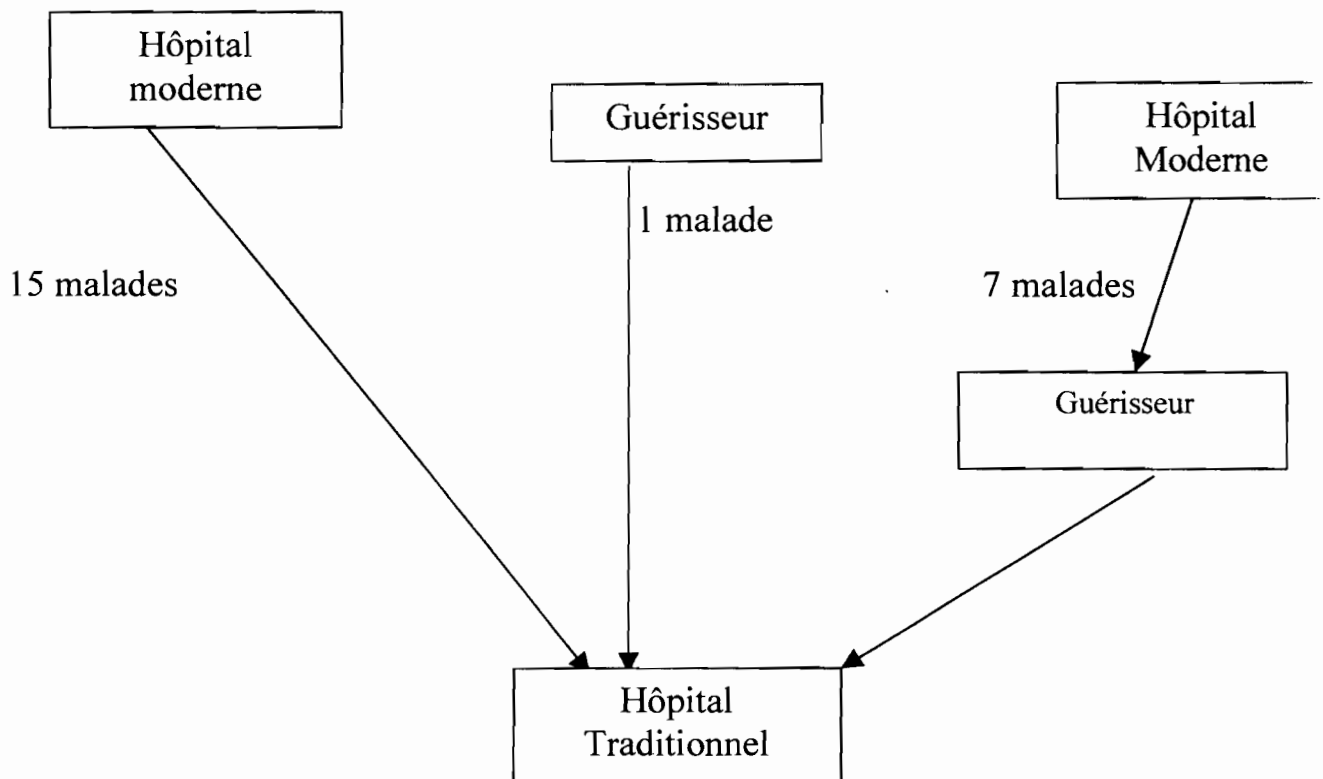 Hôpital
moderne
Guérisseur
Hôpital
Moderne
1 malade
15 malades
7 malades
Guérisseur
Hôpital
Traditionnel